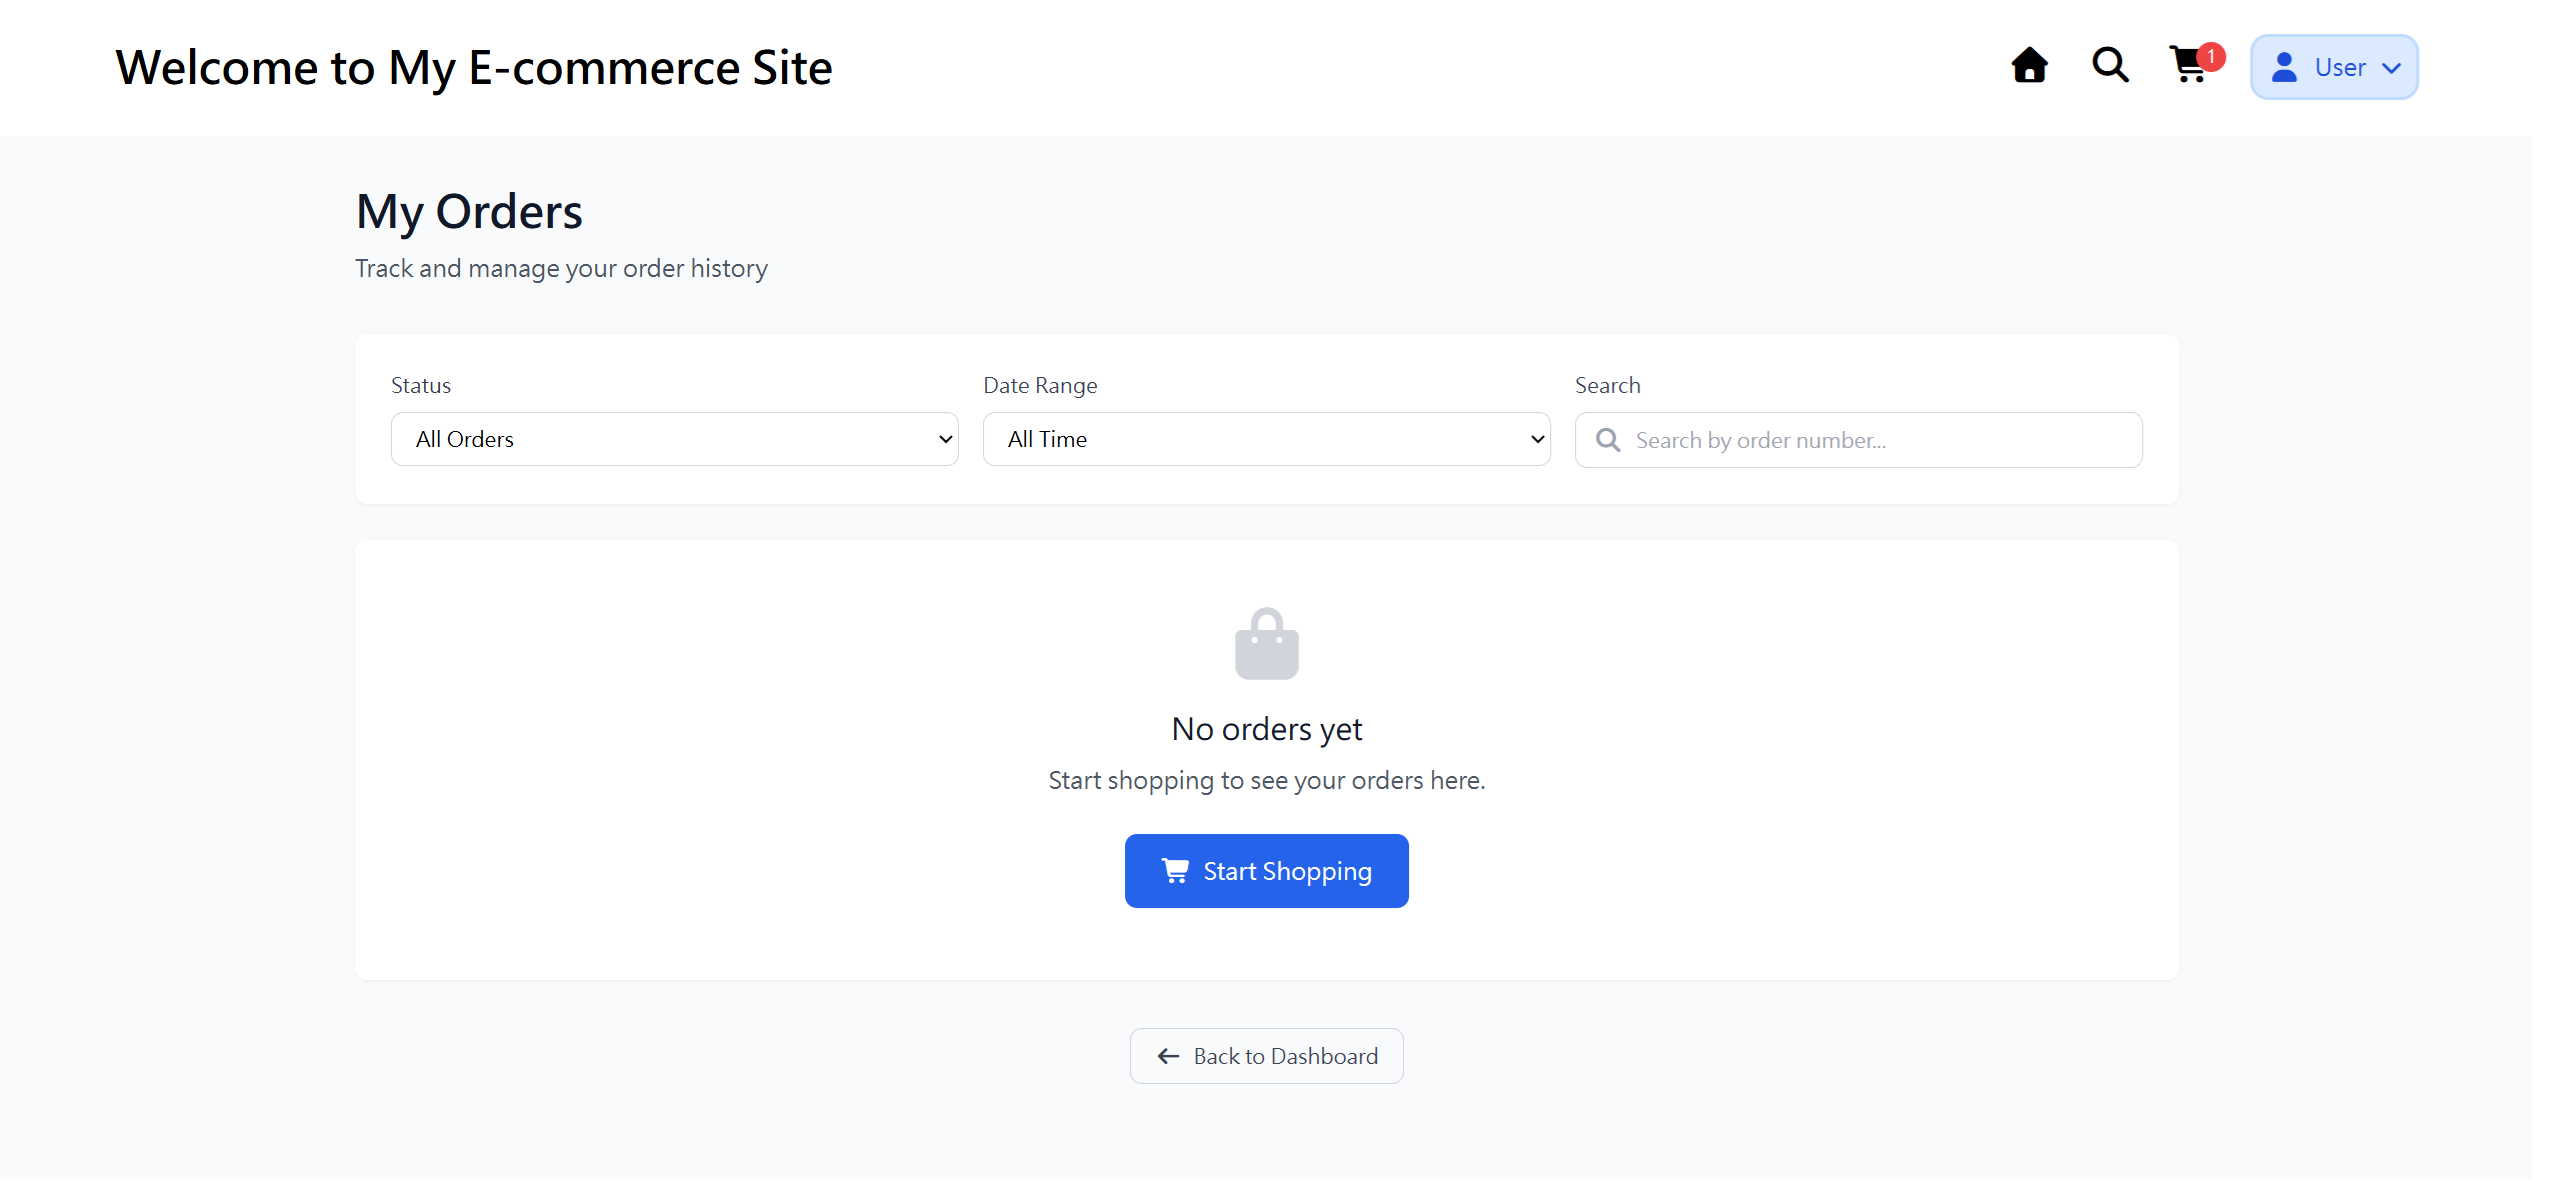 Welcome to My E-commerce Site
1
User
My Orders
Track and manage your order history
Status
Date Range
Search
All Orders
All Time
Search by order number...
No orders yet
Start shopping to see your orders here.
Start Shopping
Back to Dashboard